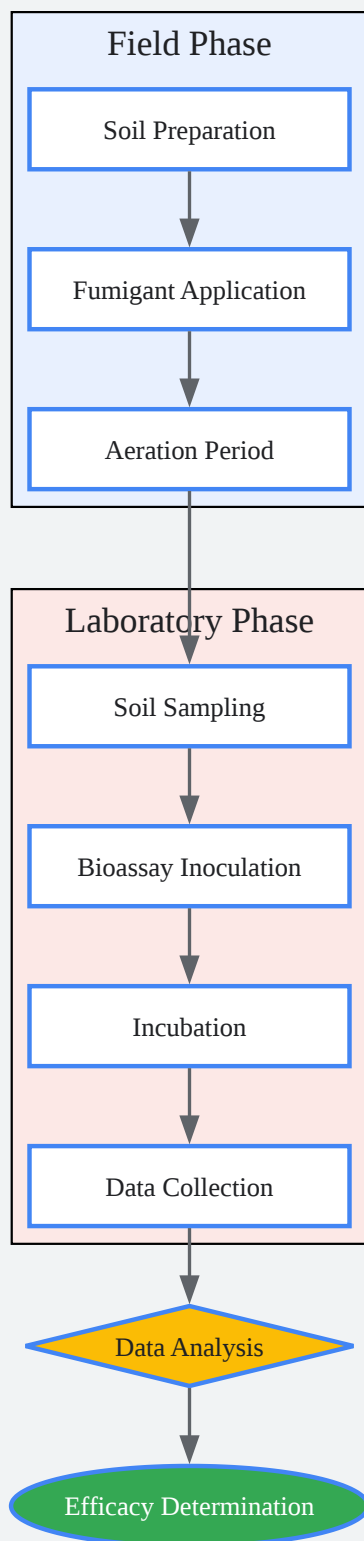 Field Phase
Soil Preparation
Fumigant Application
Aeration Period
Laboratory Phase
Soil Sampling
Bioassay Inoculation
Incubation
Data Collection
Data Analysis
Efficacy Determination